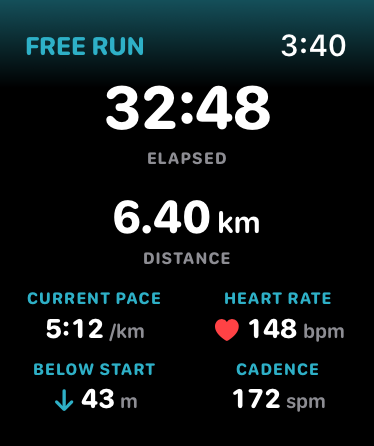 FREE RUN 3:40
32:48
ELAPSED
6.40 km
DISTANCE
CURRENT PACE HEART RATE
5:12 /km 148 bpm
BELOW START CADENCE
↓ 43 m 172 spm